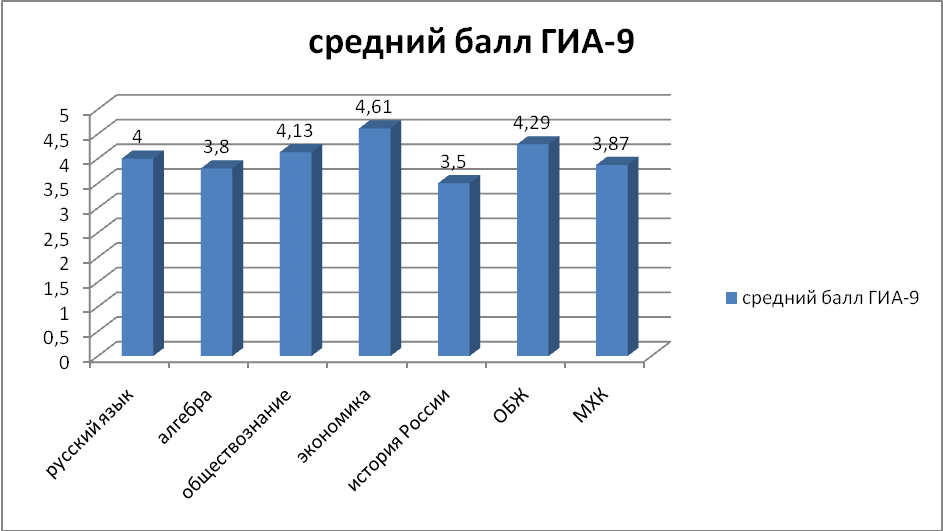 средний балл ГИА-9
5
4,5
4
3,5
3
2,5
2
1,5
1
0,5
0
4
3,8
4,13
4,61
3,5
4,29
3,87
русский язык
алгебра
обществознание
экономика
история России
ОБЖ
МХК
средний балл ГИА-9